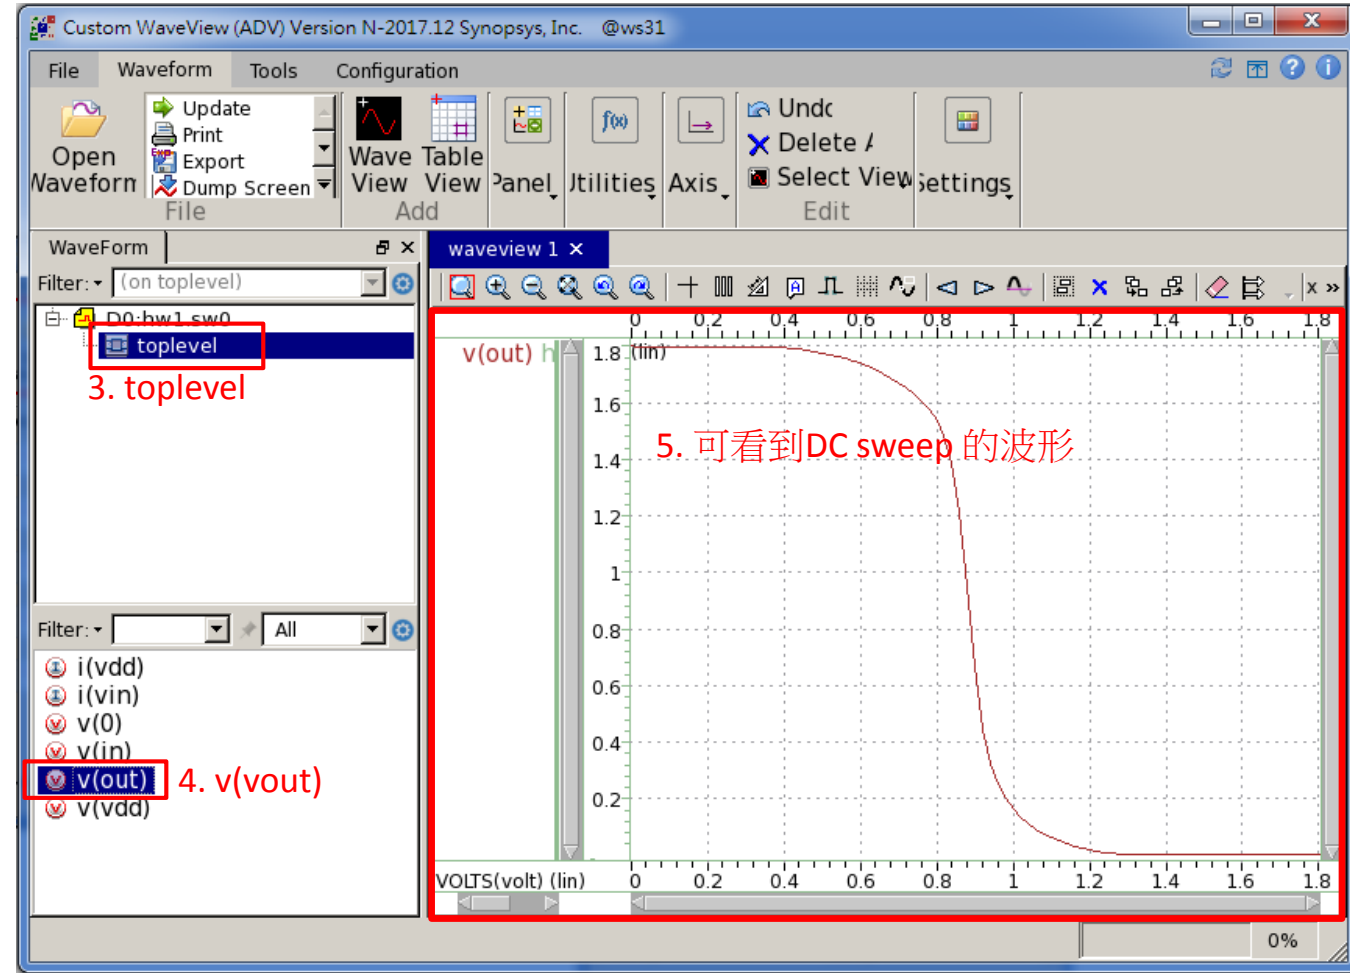 Custom WaveView (ADV) Version N-2017.12 Synopsys, Inc. @ws31
File Waveform Tools Configuration
Open Waveform
Update
Print
Export
Dump Screen
File
Wave View
Table View
Add
Panel
Utilities
Axis
Undo
Delete A
Select View
Edit
Settings
WaveForm
Filter: (on toplevel)
D0:hw1.sw0
toplevel
3. toplevel
Filter: All
i(vdd)
i(vin)
v(0)
v(in)
v(out)
4. v(vout)
v(vdd)
waveview 1
0 0.2 0.4 0.6 0.8 1 1.2 1.4 1.6 1.8
v(out) h
(lin)
1.8
1.6
5. 可看到DC sweep 的波形
1.4
1.2
1
0.8
0.6
0.4
0.2
VOLTS(volt) (lin) 0 0.2 0.4 0.6 0.8 1 1.2 1.4 1.6 1.8
0%